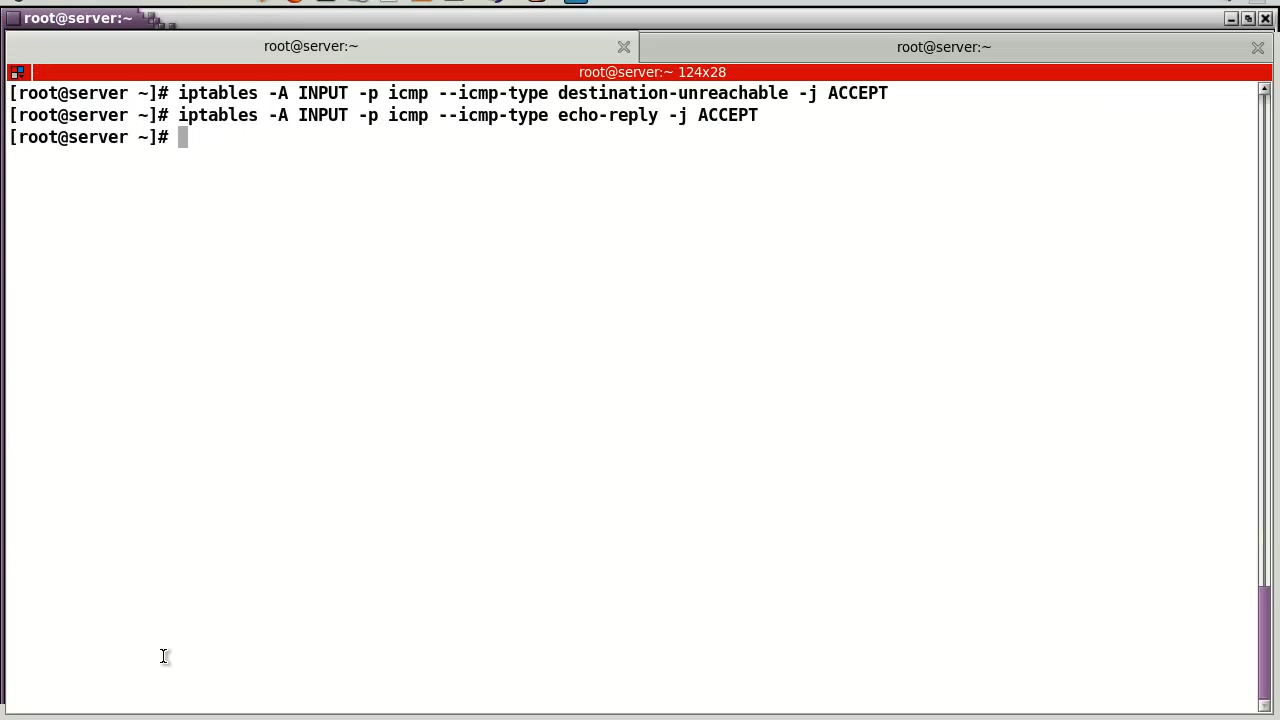 root@server:~
root@server:~
root@server:~
root@server:~ 124x28
[root@server ~]# iptables -A INPUT -p icmp --icmp-type destination-unreachable -j ACCEPT
[root@server ~]# iptables -A INPUT -p icmp --icmp-type echo-reply -j ACCEPT
[root@server ~]#